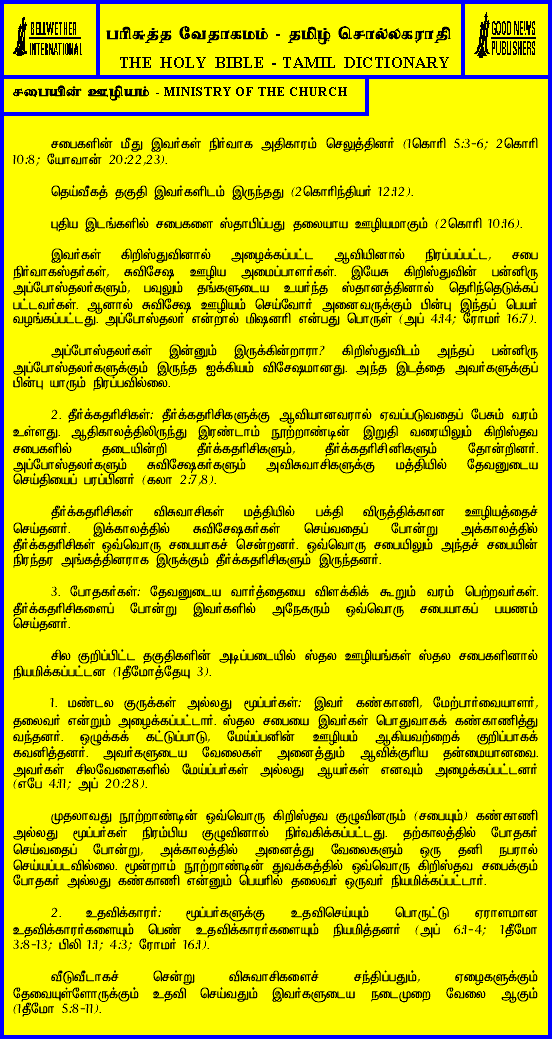 BELLWETHER
INTERNATIONAL
பரிசுத்த வேதாகமம் - தமிழ் சொல்லகராதி
THE HOLY BIBLE - TAMIL DICTIONARY
GOOD NEWS
PUBLISHERS
சபையின் ஊழியம் - MINISTRY OF THE CHURCH
சபைகளின் மீது இவர்கள் நிர்வாக அதிகாரம் செலுத்தினர் (1கொரி 5:3-6; 2கொரி
10:8; யோவான் 20:22,23).
தெய்வீகத் தகுதி இவர்களிடம் இருந்தது (2கொரிந்தியர் 12:12).
புதிய இடங்களில் சபைகளை ஸ்தாபிப்பது தலையாய ஊழியமாகும் (2கொரி 10:16).
இவர்கள் கிறிஸ்துவினால் அழைக்கப்பட்ட ஆவியினால் நிரப்பப்பட்ட, சபை
நிர்வாகஸ்தர்கள், சுவிசேஷ ஊழிய அமைப்பாளர்கள். இயேசு கிறிஸ்துவின் பன்னிரு
அப்போஸ்தலர்களும், பவுலும் தங்களுடைய உயர்ந்த ஸ்தானத்தினால் தெரிந்தெடுக்கப்
பட்டவர்கள். ஆனால் சுவிசேஷ ஊழியம் செய்வோர் அனைவருக்கும் பின்பு இந்தப் பெயர்
வழங்கப்பட்டது. அப்போஸ்தலர் என்றால் மிஷனரி என்பது பொருள் (அப் 4:14; ரோமர் 16:7).
அப்போஸ்தலர்கள் இன்னும் இருக்கின்றாரா? கிறிஸ்துவிடம் அந்தப் பன்னிரு
அப்போஸ்தலர்களுக்கும் இருந்த ஐக்கியம் விசேஷமானது. அந்த இடத்தை அவர்களுக்குப்
பின்பு யாரும் நிரப்பவில்லை.
2. தீர்க்கதரிசிகள்: தீர்க்கதரிசிகளுக்கு ஆவியானவரால் ஏவப்படுவதைப் பேசும் வரம்
உள்ளது. ஆதிகாலத்திலிருந்து இரண்டாம் நூற்றாண்டின் இறுதி வரையிலும் கிறிஸ்தவ
சபைகளில் தடையின்றி தீர்க்கதரிசிகளும், தீர்க்கதரிசினிகளும் தோன்றினர்.
அப்போஸ்தலர்களும் சுவிசேஷகர்களும் அவிசுவாசிகளுக்கு மத்தியில் தேவனுடைய
செய்தியைப் பரப்பினர் (கலா 2:7,8).
தீர்க்கதரிசிகள் விசுவாசிகள் மத்தியில் பக்தி விருத்திக்கான ஊழியத்தைச்
செய்தனர். இக்காலத்தில் சுவிசேஷகர்கள் செய்வதைப் போன்று அக்காலத்தில்
தீர்க்கதரிசிகள் ஒவ்வொரு சபையாகச் சென்றனர். ஒவ்வொரு சபையிலும் அந்தச் சபையின்
நிரந்தர அங்கத்தினராக இருக்கும் தீர்க்கதரிசிகளும் இருந்தனர்.
3. போதகர்கள்: தேவனுடைய வார்த்தையை விளக்கிக் கூறும் வரம் பெற்றவர்கள்.
தீர்க்கதரிசிகளைப் போன்று இவர்களில் அநேகரும் ஒவ்வொரு சபையாகப் பயணம்
செய்தனர்.
சில குறிப்பிட்ட தகுதிகளின் அடிப்படையில் ஸ்தல ஊழியங்கள் ஸ்தல சபைகளினால்
நியமிக்கப்பட்டன (1தீமோத்தேயு 3).
1. மண்டல குருக்கள் அல்லது மூப்பர்கள்: இவர் கண்காணி, மேற்பார்வையாளர்,
தலைவர் என்றும் அழைக்கப்பட்டார். ஸ்தல சபையை இவர்கள் பொதுவாகக் கண்காணித்து
வந்தனர். ஒழுக்கக் கட்டுப்பாடு, மேய்ப்பனின் ஊழியம் ஆகியவற்றைக் குறிப்பாகக்
கவனித்தனர். அவர்களுடைய வேலைகள் அனைத்தும் ஆவிக்குரிய தன்மையானவை.
அவர்கள் சிலவேளைகளில் மேய்ப்பர்கள் அல்லது ஆயர்கள் எனவும் அழைக்கப்பட்டனர்
(எபே 4:11; அப் 20:28).
முதலாவது நூற்றாண்டின் ஒவ்வொரு கிறிஸ்தவ குழுவினரும் (சபையும்) கண்காணி
அல்லது மூப்பர்கள் நிரம்பிய குழுவினால் நிர்வகிக்கப்பட்டது. தற்காலத்தில் போதகர்
செய்வதைப் போன்று, அக்காலத்தில் அனைத்து வேலைகளும் ஒரு தனி நபரால்
செய்யப்படவில்லை. மூன்றாம் நூற்றாண்டின் துவக்கத்தில் ஒவ்வொரு கிறிஸ்தவ சபைக்கும்
போதகர் அல்லது கண்காணி என்னும் பெயரில் தலைவர் ஒருவர் நியமிக்கப்பட்டார்.
2. உதவிக்காரர்: மூப்பர்களுக்கு உதவிசெய்யும் பொருட்டு ஏராளமான
உதவிக்காரர்களையும் பெண் உதவிக்காரர்களையும் நியமித்தனர் (அப் 6:1-4; 1தீமோ
3:8-13; பிலி 1:1; 4:3; ரோமர் 16:1).
வீடுவீடாகச் சென்று விசுவாசிகளைச் சந்திப்பதும், ஏழைகளுக்கும்
தேவையுள்ளோருக்கும் உதவி செய்வதும் இவர்களுடைய நடைமுறை வேலை ஆகும்
(1தீமோ 5:8-11).